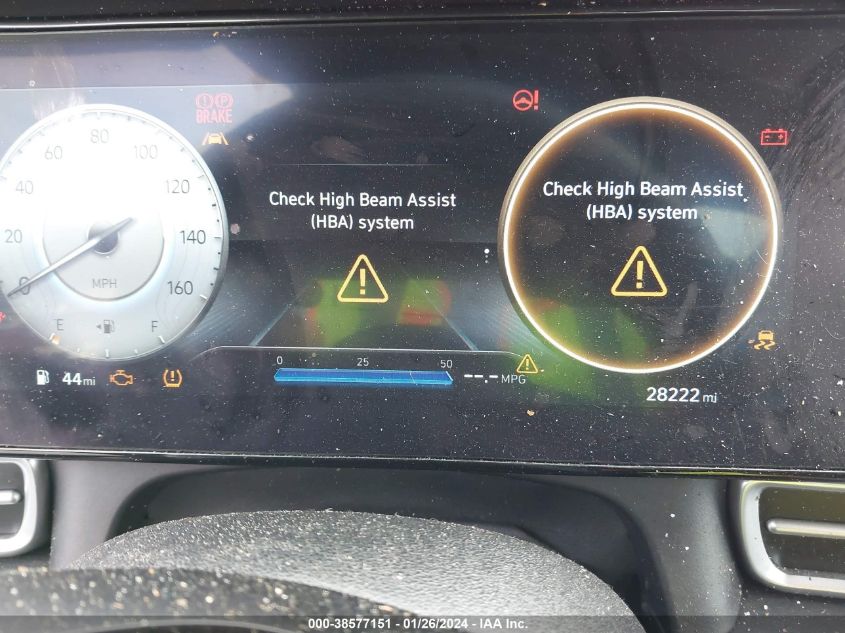 80
60
100
40
120
20
140
0
160
MPH
E
F
44mi
BRAKE
Check High Beam Assist
(HBA) system
0 25 50
--.- MPG
Check High Beam Assist
(HBA) system
28222 mi
000-38577151 | 01/26/2024 | © IAA Inc.